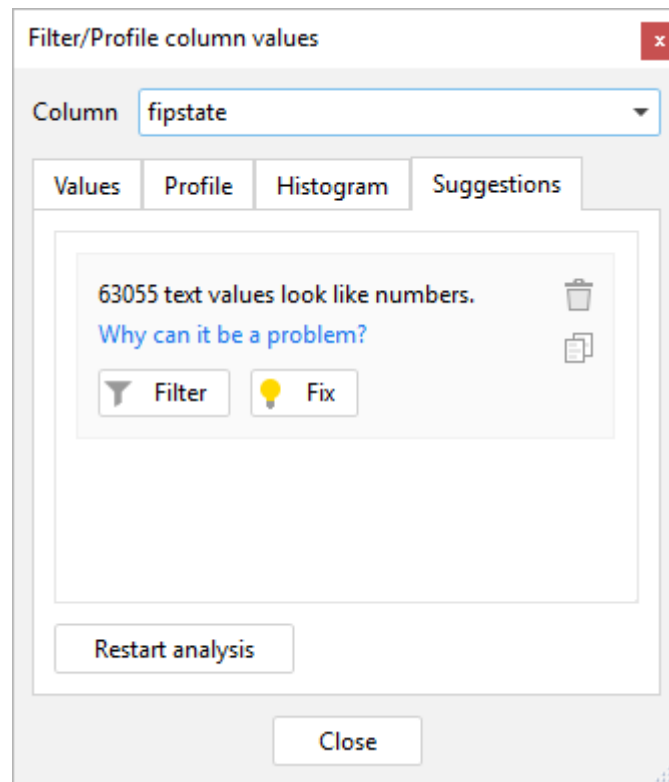 Filter/Profile column values
x
Column fipstate
Values Profile Histogram Suggestions
63055 text values look like numbers.
Why can it be a problem?
Filter Fix
Restart analysis
Close